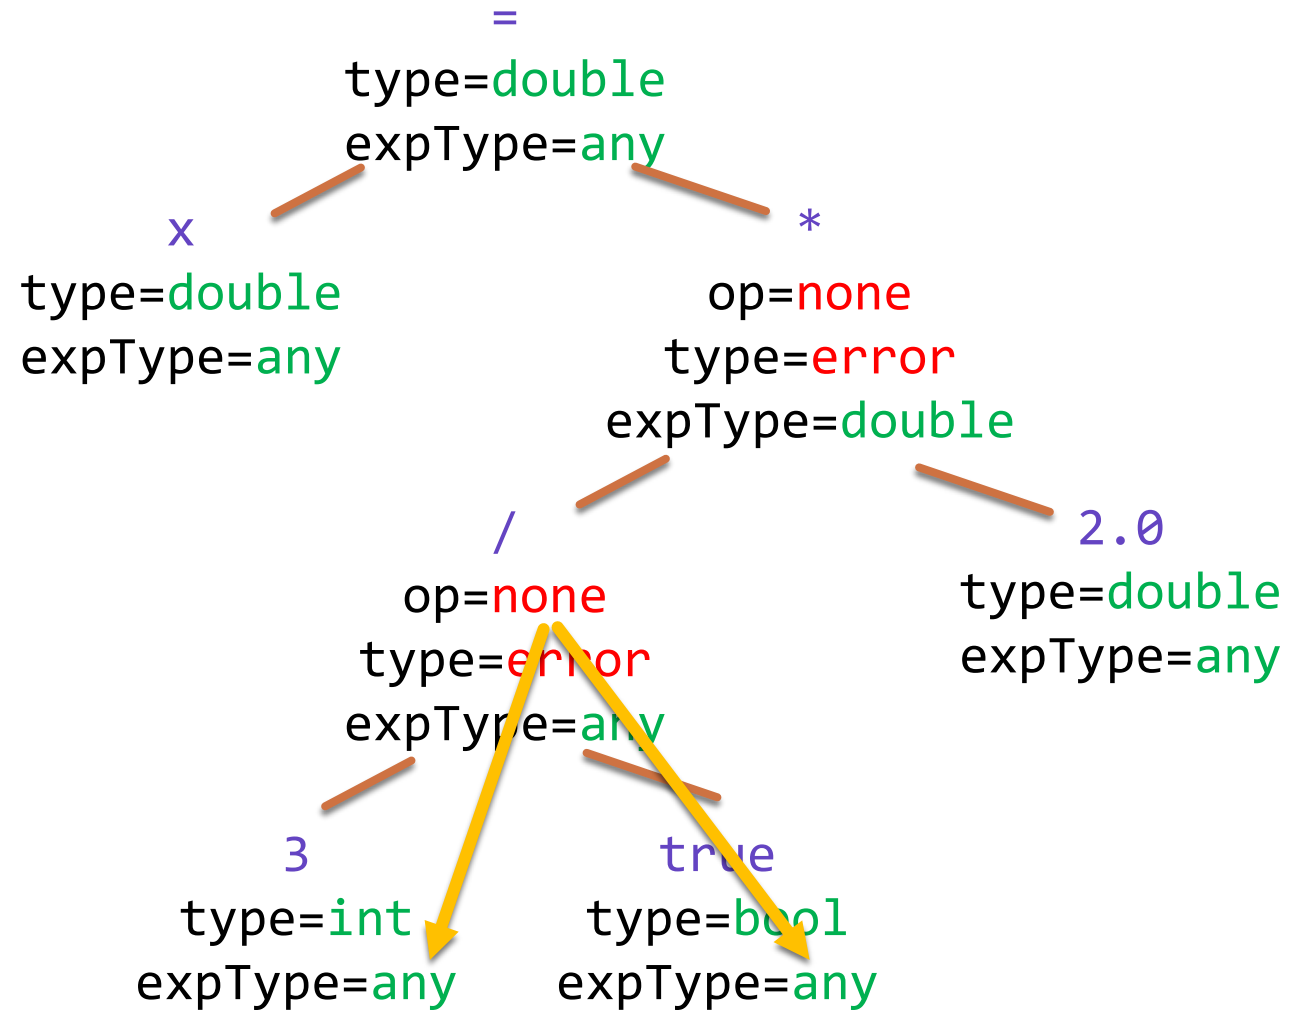 =
type=double
expType=any
x
type=double
expType=any
*
op=none
type=error
expType=double
/
op=none
type=error
expType=any
2.0
type=double
expType=any
3
type=int
expType=any
true
type=bool
expType=any